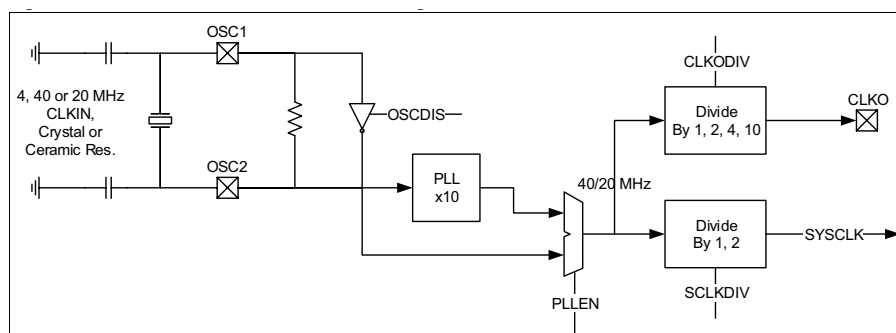 OSC1
4, 40 or 20 MHz
CLKIN,
Crystal or
Ceramic Res.
OSC2
OSCDIS
PLL
x10
40/20 MHz
PLLEN
CLKODIV
Divide
By 1, 2, 4, 10
CLKO
Divide
By 1, 2
SYSCLK
SCLKDIV